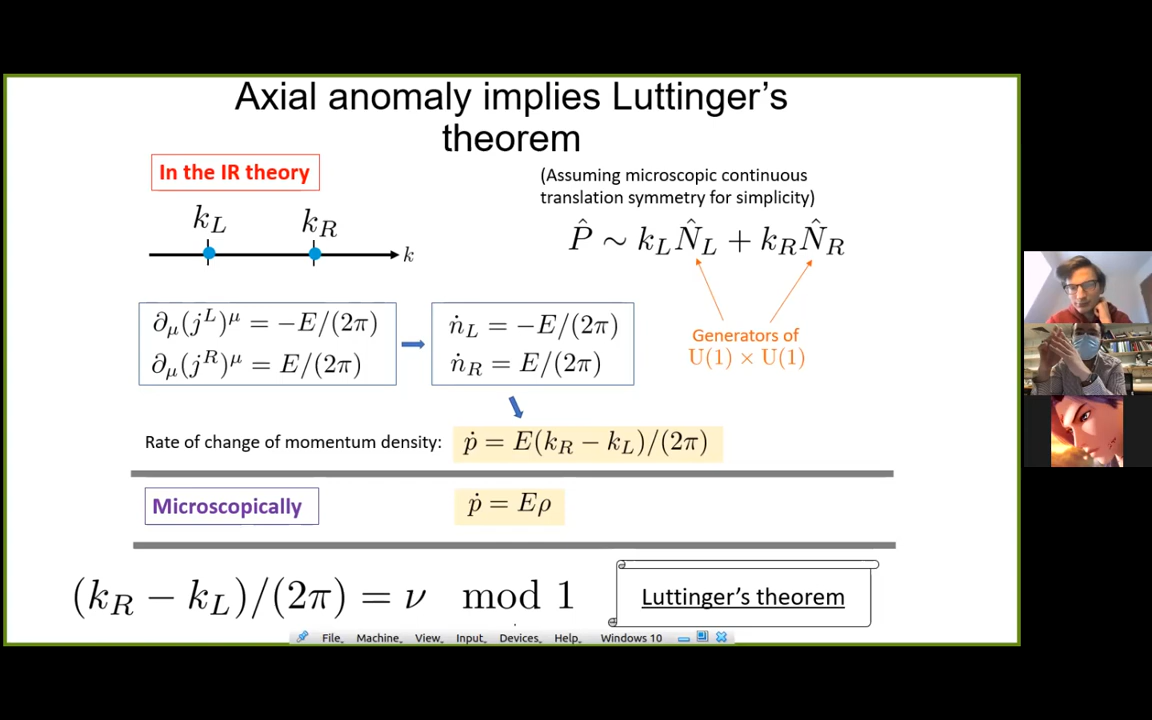 Axial anomaly implies Luttinger's
theorem
In the IR theory
(Assuming microscopic continuous
translation symmetry for simplicity)
k_L k_R
k
P̂ ∼ k_L N̂_L + k_R N̂_R
∂_μ(j^L)^μ = −E/(2π)
∂_μ(j^R)^μ = E/(2π)
ṅ_L = −E/(2π)
ṅ_R = E/(2π)
Generators of
U(1) × U(1)
Rate of change of momentum density: ṗ = E(k_R − k_L)/(2π)
Microscopically ṗ = Eρ
(k_R − k_L)/(2π) = ν mod 1
Luttinger's theorem
File, Machine, View, Input, Devices, Help, Windows 10